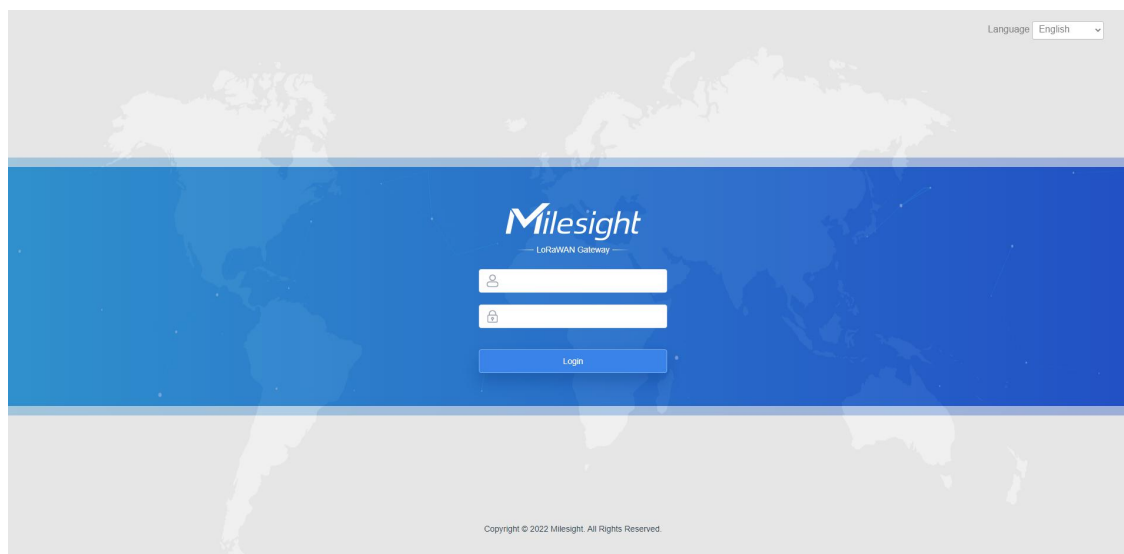 Language English
Milesight
LoRaWAN Gateway
Login
Copyright © 2022 Milesight. All Rights Reserved.